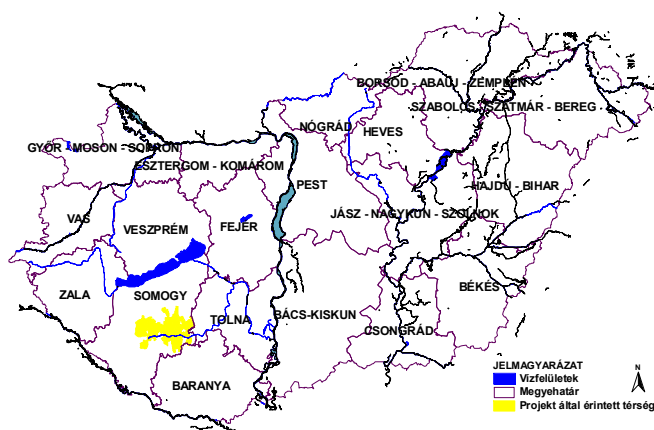 BORSOD - ABAÚJ - ZEMPLÉN
SZABOLCS - SZATMÁR - BEREG
NÓGRÁD
HEVES
GYŐR - MOSON - SOPRON
ESZTERGOM - KOMÁROM
PEST
HAJDÚ - BIHAR
JÁSZ - NAGYKUN - SZOLNOK
VAS
VESZPRÉM
FEJÉR
ZALA
SOMOGY
BÉKÉS
TOLNA
BÁCS-KISKUN
CSONGRÁD
BARANYA
JELMAGYARÁZAT
Vízfelületek
Megyehatár
Projekt által érintett térség
N